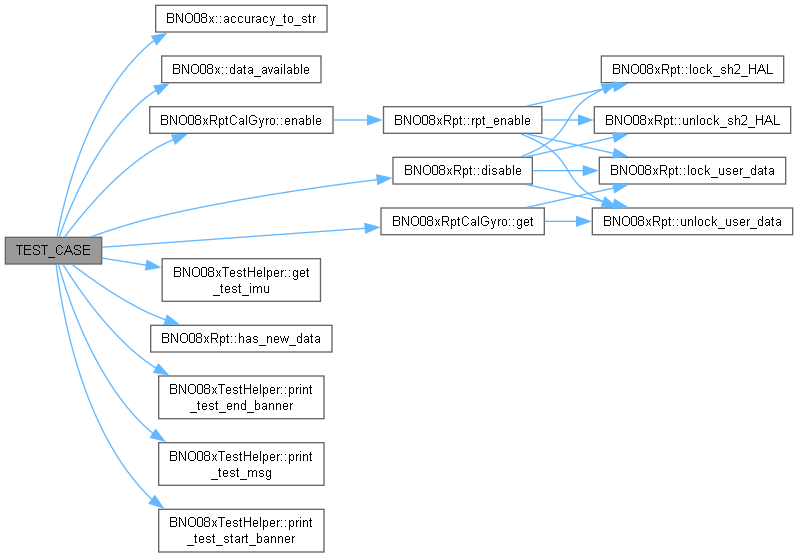 BNO08x::accuracy_to_str
BNO08x::data_available
BNO08xRpt::lock_sh2_HAL
BNO08xRptCalGyro::enable
BNO08xRpt::rpt_enable
BNO08xRpt::unlock_sh2_HAL
BNO08xRpt::disable
BNO08xRpt::lock_user_data
BNO08xRptCalGyro::get
BNO08xRpt::unlock_user_data
TEST_CASE
BNO08xTestHelper::get
_test_imu
BNO08xRpt::has_new_data
BNO08xTestHelper::print
_test_end_banner
BNO08xTestHelper::print
_test_msg
BNO08xTestHelper::print
_test_start_banner